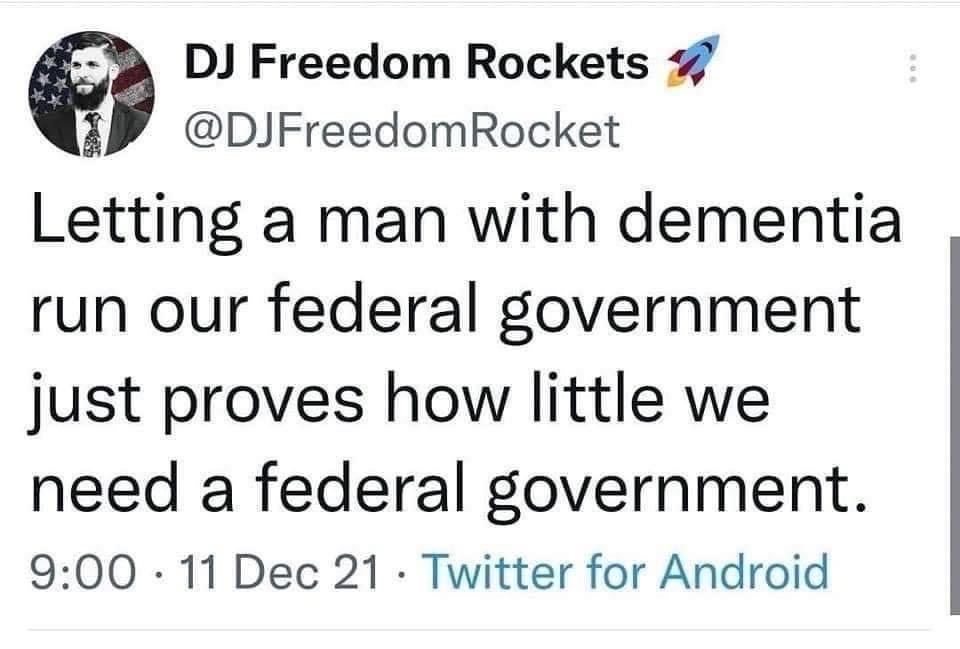 DJ Freedom Rockets 🚀
@DJFreedomRocket
Letting a man with dementia
run our federal government
just proves how little we
need a federal government.
9:00 · 11 Dec 21 · Twitter for Android